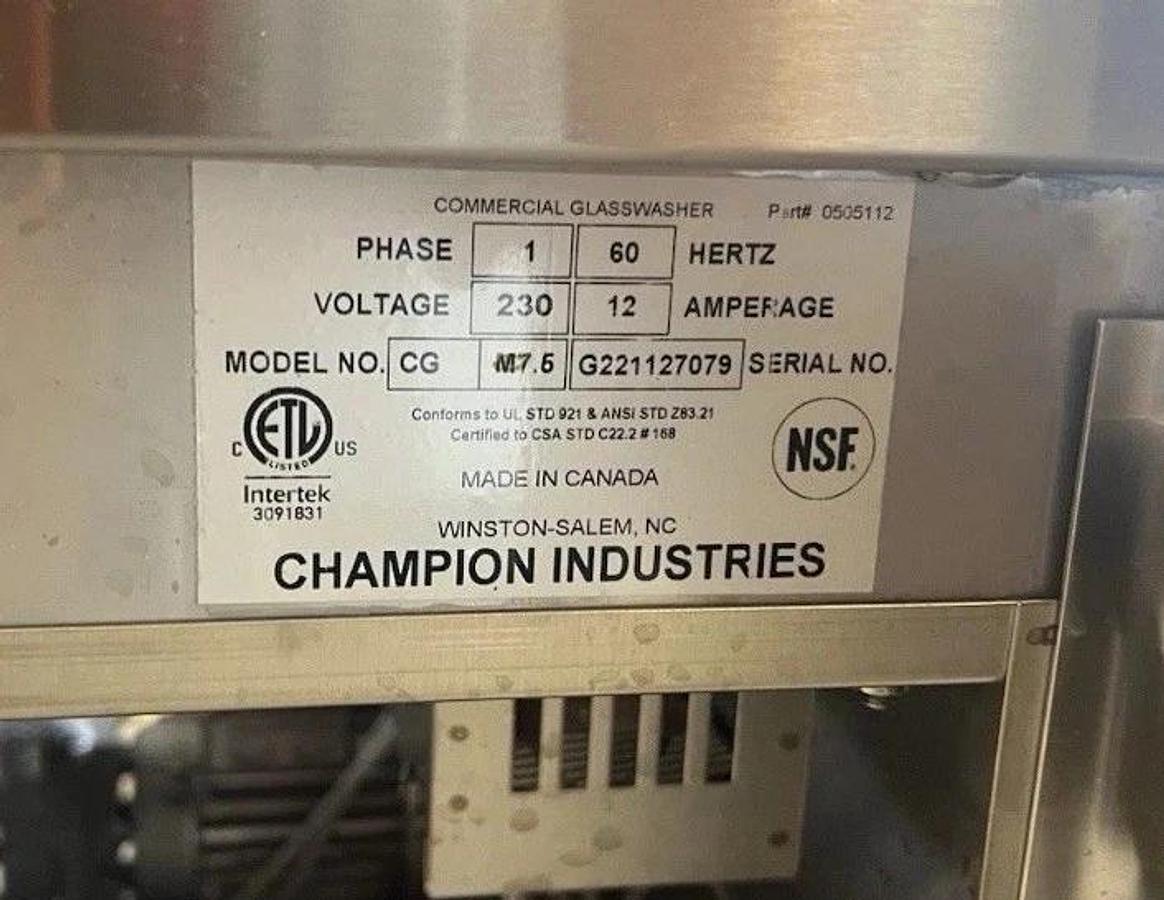 COMMERCIAL GLASSWASHER Part# 0505112
PHASE 1 60 HERTZ
VOLTAGE 230 12 AMPERAGE
MODEL NO. CG M7.5 G221127079 SERIAL NO.
Conforms to UL STD 921 & ANSI STD Z83.21
Certified to CSA STD C22.2 # 168
C ETL US
LISTED
Intertek
3091831
NSF.
MADE IN CANADA
WINSTON-SALEM, NC
CHAMPION INDUSTRIES